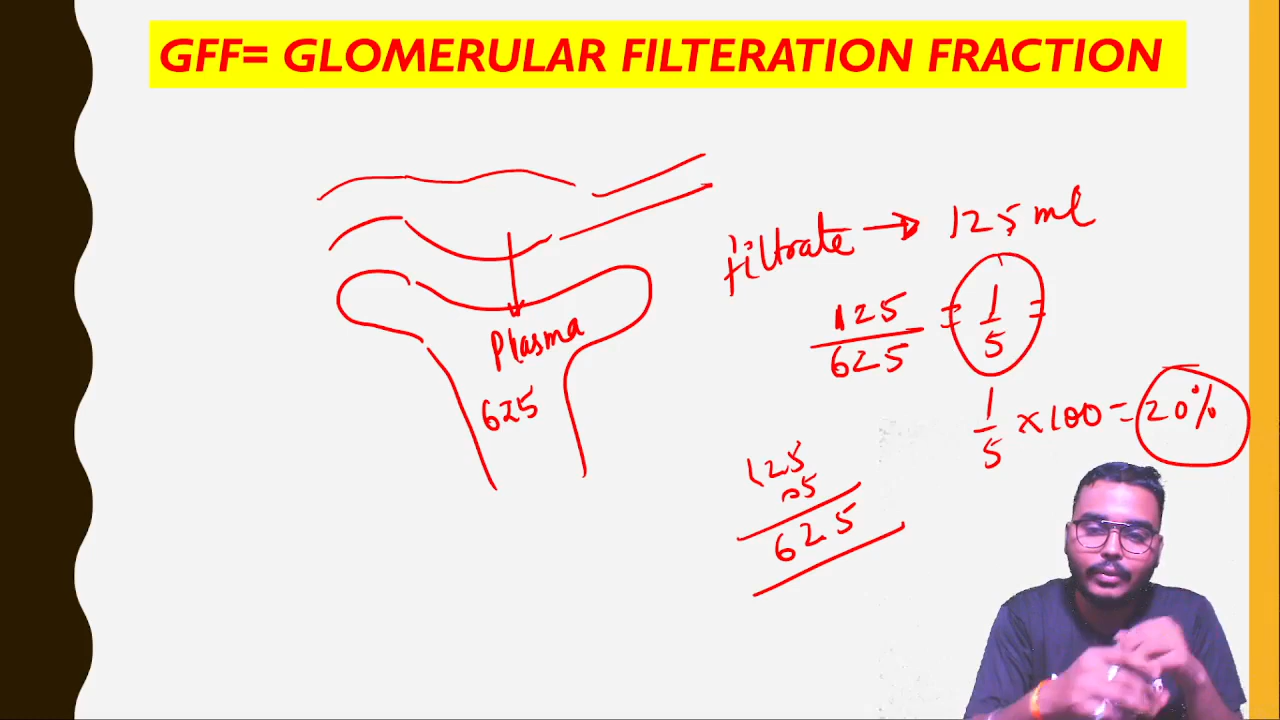 GFF= GLOMERULAR FILTERATION FRACTION
Filtrate → 125 ml
125/625 = 1/5 =
1/5 × 100 = 20%
Plasma
625
125
×5
625